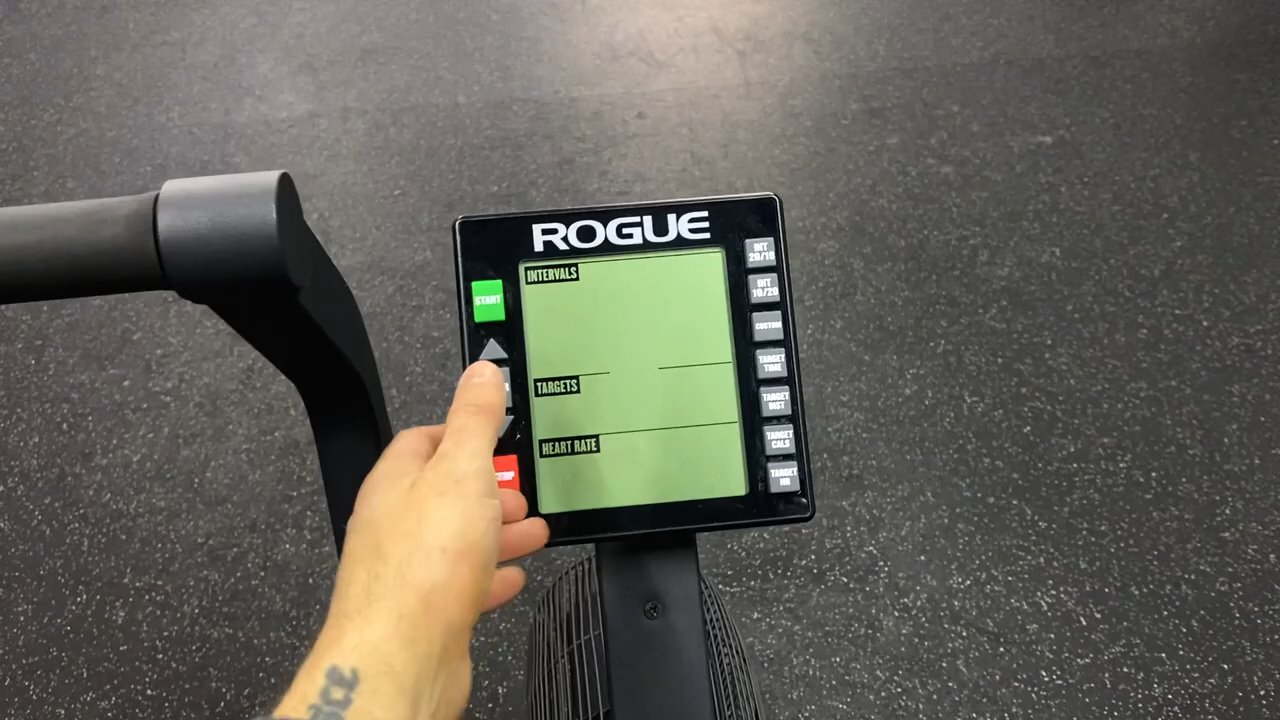 ROGUE
INTERVALS
START
TARGETS
HEART RATE
INT
20/10
INT
10/20
CUSTOM
TARGET
TIME
TARGET
DIST
TARGET
CALS
TARGET
HR